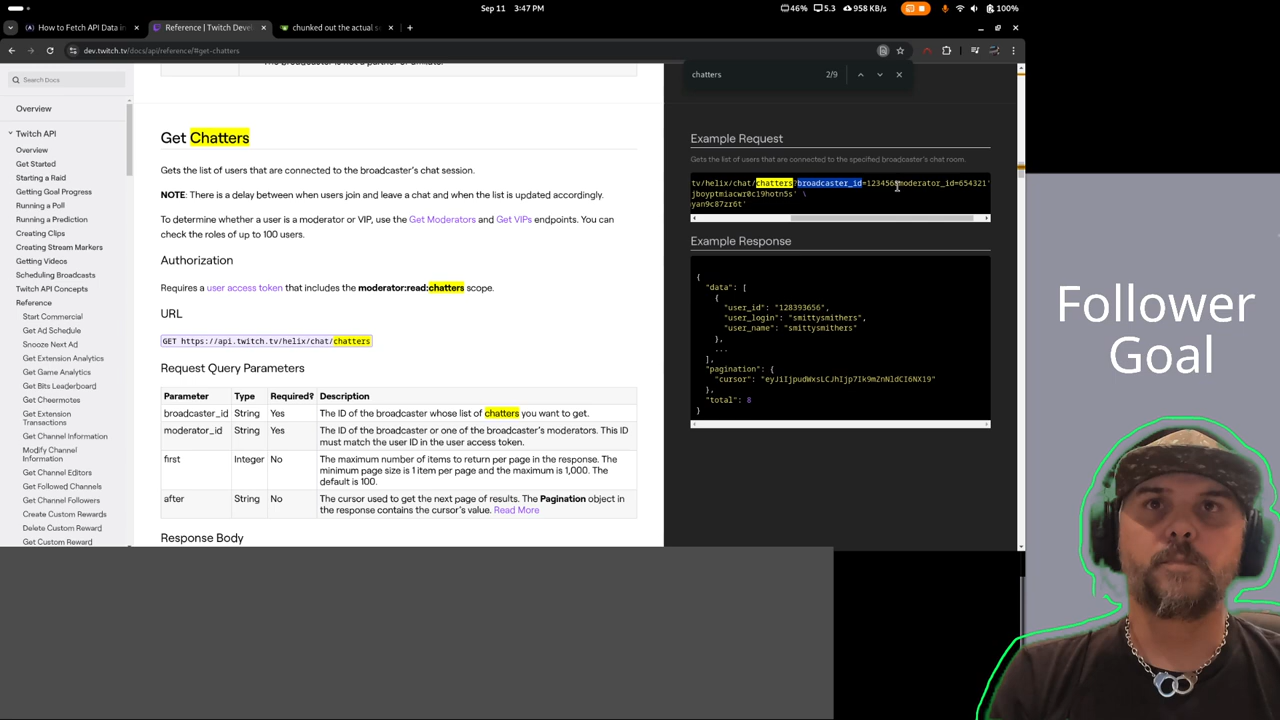 Sep 11 3:47 PM
46% 5.3 958 KB/s 100%
How to Fetch API Data in
Reference | Twitch Devel
chunked out the actual s
dev.twitch.tv/docs/api/reference/#get-chatters
chatters 2/9
Search Docs
Overview
Twitch API
Overview
Get Started
Starting a Raid
Getting Goal Progress
Running a Poll
Running a Prediction
Creating Clips
Creating Stream Markers
Getting Videos
Scheduling Broadcasts
Twitch API Concepts
Reference
Start Commercial
Get Ad Schedule
Snooze Next Ad
Get Extension Analytics
Get Game Analytics
Get Bits Leaderboard
Get Cheermotes
Get Extension
Transactions
Get Channel Information
Modify Channel
Information
Get Channel Editors
Get Followed Channels
Get Channel Followers
Create Custom Rewards
Delete Custom Reward
Get Custom Reward
Get Chatters
Gets the list of users that are connected to the broadcaster's chat session.
NOTE: There is a delay between when users join and leave a chat and when the list is updated accordingly.
To determine whether a user is a moderator or VIP, use the Get Moderators and Get VIPs endpoints. You can
check the roles of up to 100 users.
Authorization
Requires a user access token that includes the moderator:read:chatters scope.
URL
GET https://api.twitch.tv/helix/chat/chatters
Request Query Parameters
Parameter Type Required? Description
broadcaster_id String Yes The ID of the broadcaster whose list of chatters you want to get.
moderator_id String Yes The ID of the broadcaster or one of the broadcaster's moderators. This ID
must match the user ID in the user access token.
first Integer No The maximum number of items to return per page in the response. The
minimum page size is 1 item per page and the maximum is 1,000. The
default is 100.
after String No The cursor used to get the next page of results. The Pagination object in
the response contains the cursor's value. Read More
Response Body
Example Request
Gets the list of users that are connected to the specified broadcaster's chat room.
tv/helix/chat/chatters?broadcaster_id=123456&moderator_id=654321'
jboyptmiacwr0c19hotn5s' \
yan9c87zr6t'
Example Response
{
"data": [
{
"user_id": "128393656",
"user_login": "smittysmithers",
"user_name": "smittysmithers"
},
...
],
"pagination": {
"cursor": "eyJiIjpudWxsLCJhIjp7Ik9mZnNldCI6NX19"
},
"total": 8
}
Follower
Goal